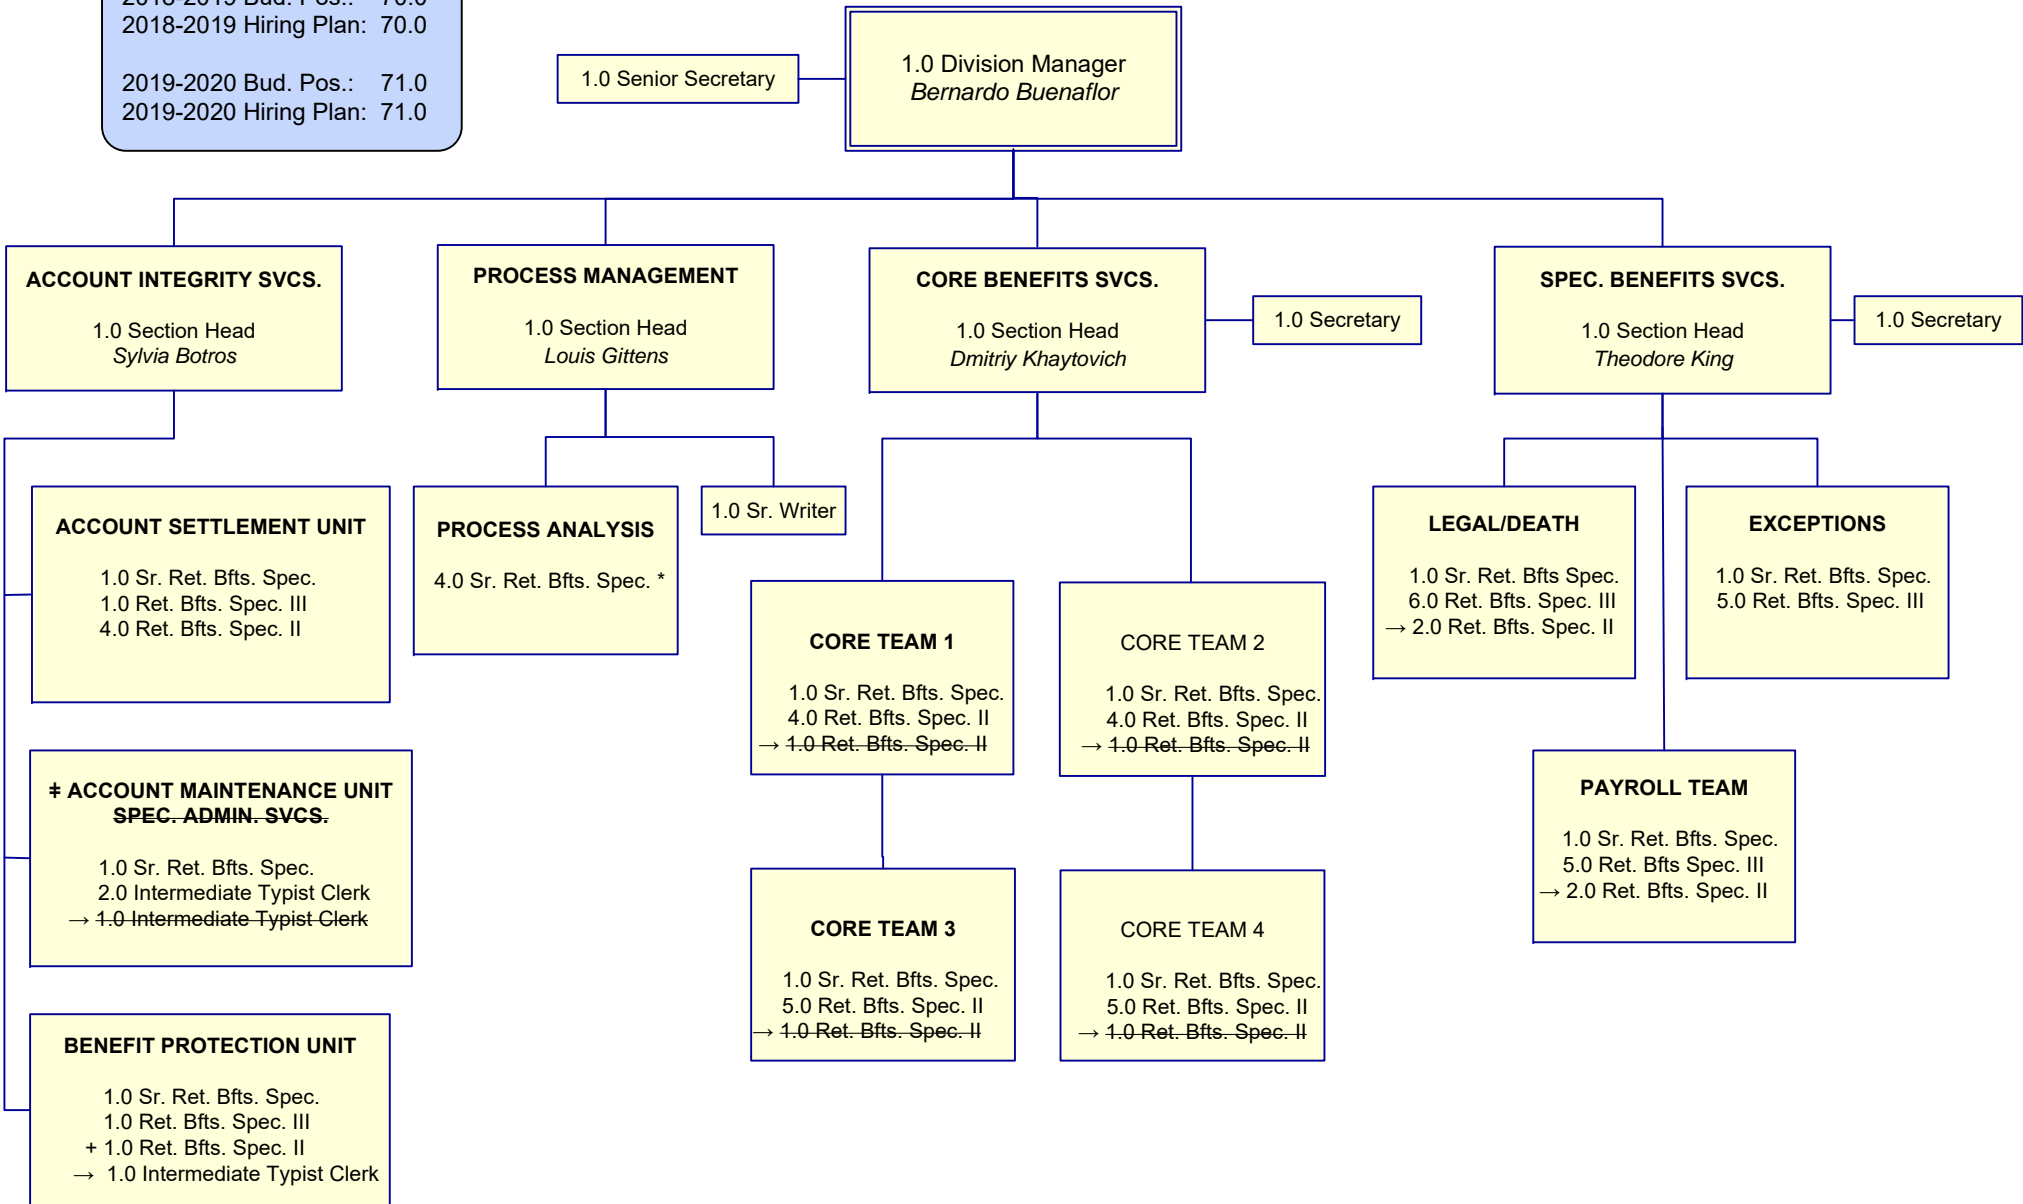 2018-2019 Bud. Pos.: 70.0
2018-2019 Hiring Plan: 70.0
2019-2020 Bud. Pos.: 71.0
2019-2020 Hiring Plan: 71.0
1.0 Senior Secretary
1.0 Division Manager
Bernardo Buenaflor
ACCOUNT INTEGRITY SVCS.
1.0 Section Head
Sylvia Botros
PROCESS MANAGEMENT
1.0 Section Head
Louis Gittens
CORE BENEFITS SVCS.
1.0 Section Head
Dmitriy Khaytovich
1.0 Secretary
SPEC. BENEFITS SVCS.
1.0 Section Head
Theodore King
1.0 Secretary
ACCOUNT SETTLEMENT UNIT
1.0 Sr. Ret. Bfts. Spec.
1.0 Ret. Bfts. Spec. III
4.0 Ret. Bfts. Spec. II
PROCESS ANALYSIS
4.0 Sr. Ret. Bfts. Spec. *
1.0 Sr. Writer
CORE TEAM 1
1.0 Sr. Ret. Bfts. Spec.
4.0 Ret. Bfts. Spec. II
→ 1.0 Ret. Bfts. Spec. II
CORE TEAM 2
1.0 Sr. Ret. Bfts. Spec.
4.0 Ret. Bfts. Spec. II
→ 1.0 Ret. Bfts. Spec. II
LEGAL/DEATH
1.0 Sr. Ret. Bfts Spec.
6.0 Ret. Bfts. Spec. III
→ 2.0 Ret. Bfts. Spec. II
EXCEPTIONS
1.0 Sr. Ret. Bfts. Spec.
5.0 Ret. Bfts. Spec. III
ǂ ACCOUNT MAINTENANCE UNIT
SPEC. ADMIN. SVCS.
1.0 Sr. Ret. Bfts. Spec.
2.0 Intermediate Typist Clerk
→ 1.0 Intermediate Typist Clerk
PAYROLL TEAM
1.0 Sr. Ret. Bfts. Spec.
5.0 Ret. Bfts Spec. III
→ 2.0 Ret. Bfts. Spec. II
CORE TEAM 3
1.0 Sr. Ret. Bfts. Spec.
5.0 Ret. Bfts. Spec. II
→ 1.0 Ret. Bfts. Spec. II
CORE TEAM 4
1.0 Sr. Ret. Bfts. Spec.
5.0 Ret. Bfts. Spec. II
→ 1.0 Ret. Bfts. Spec. II
BENEFIT PROTECTION UNIT
1.0 Sr. Ret. Bfts. Spec.
1.0 Ret. Bfts. Spec. III
+ 1.0 Ret. Bfts. Spec. II
→ 1.0 Intermediate Typist Clerk